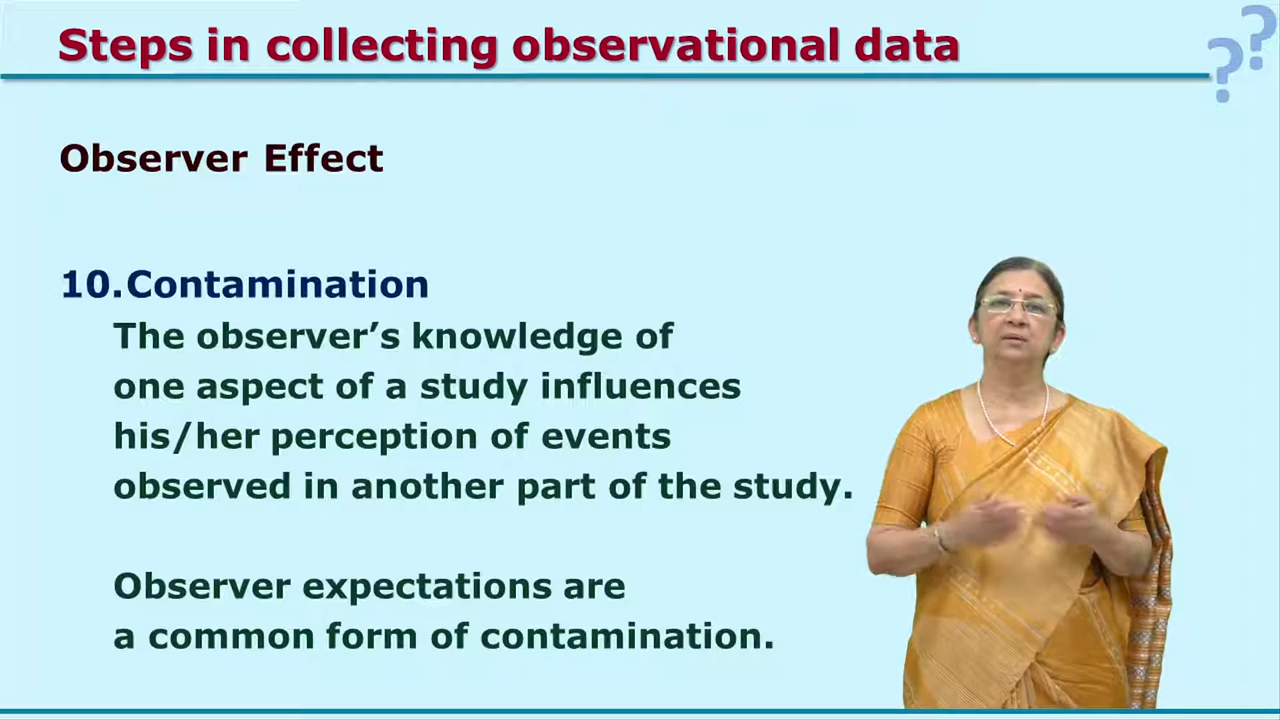 Steps in collecting observational data
??
Observer Effect
10.Contamination
The observer’s knowledge of
one aspect of a study influences
his/her perception of events
observed in another part of the study.
Observer expectations are
a common form of contamination.